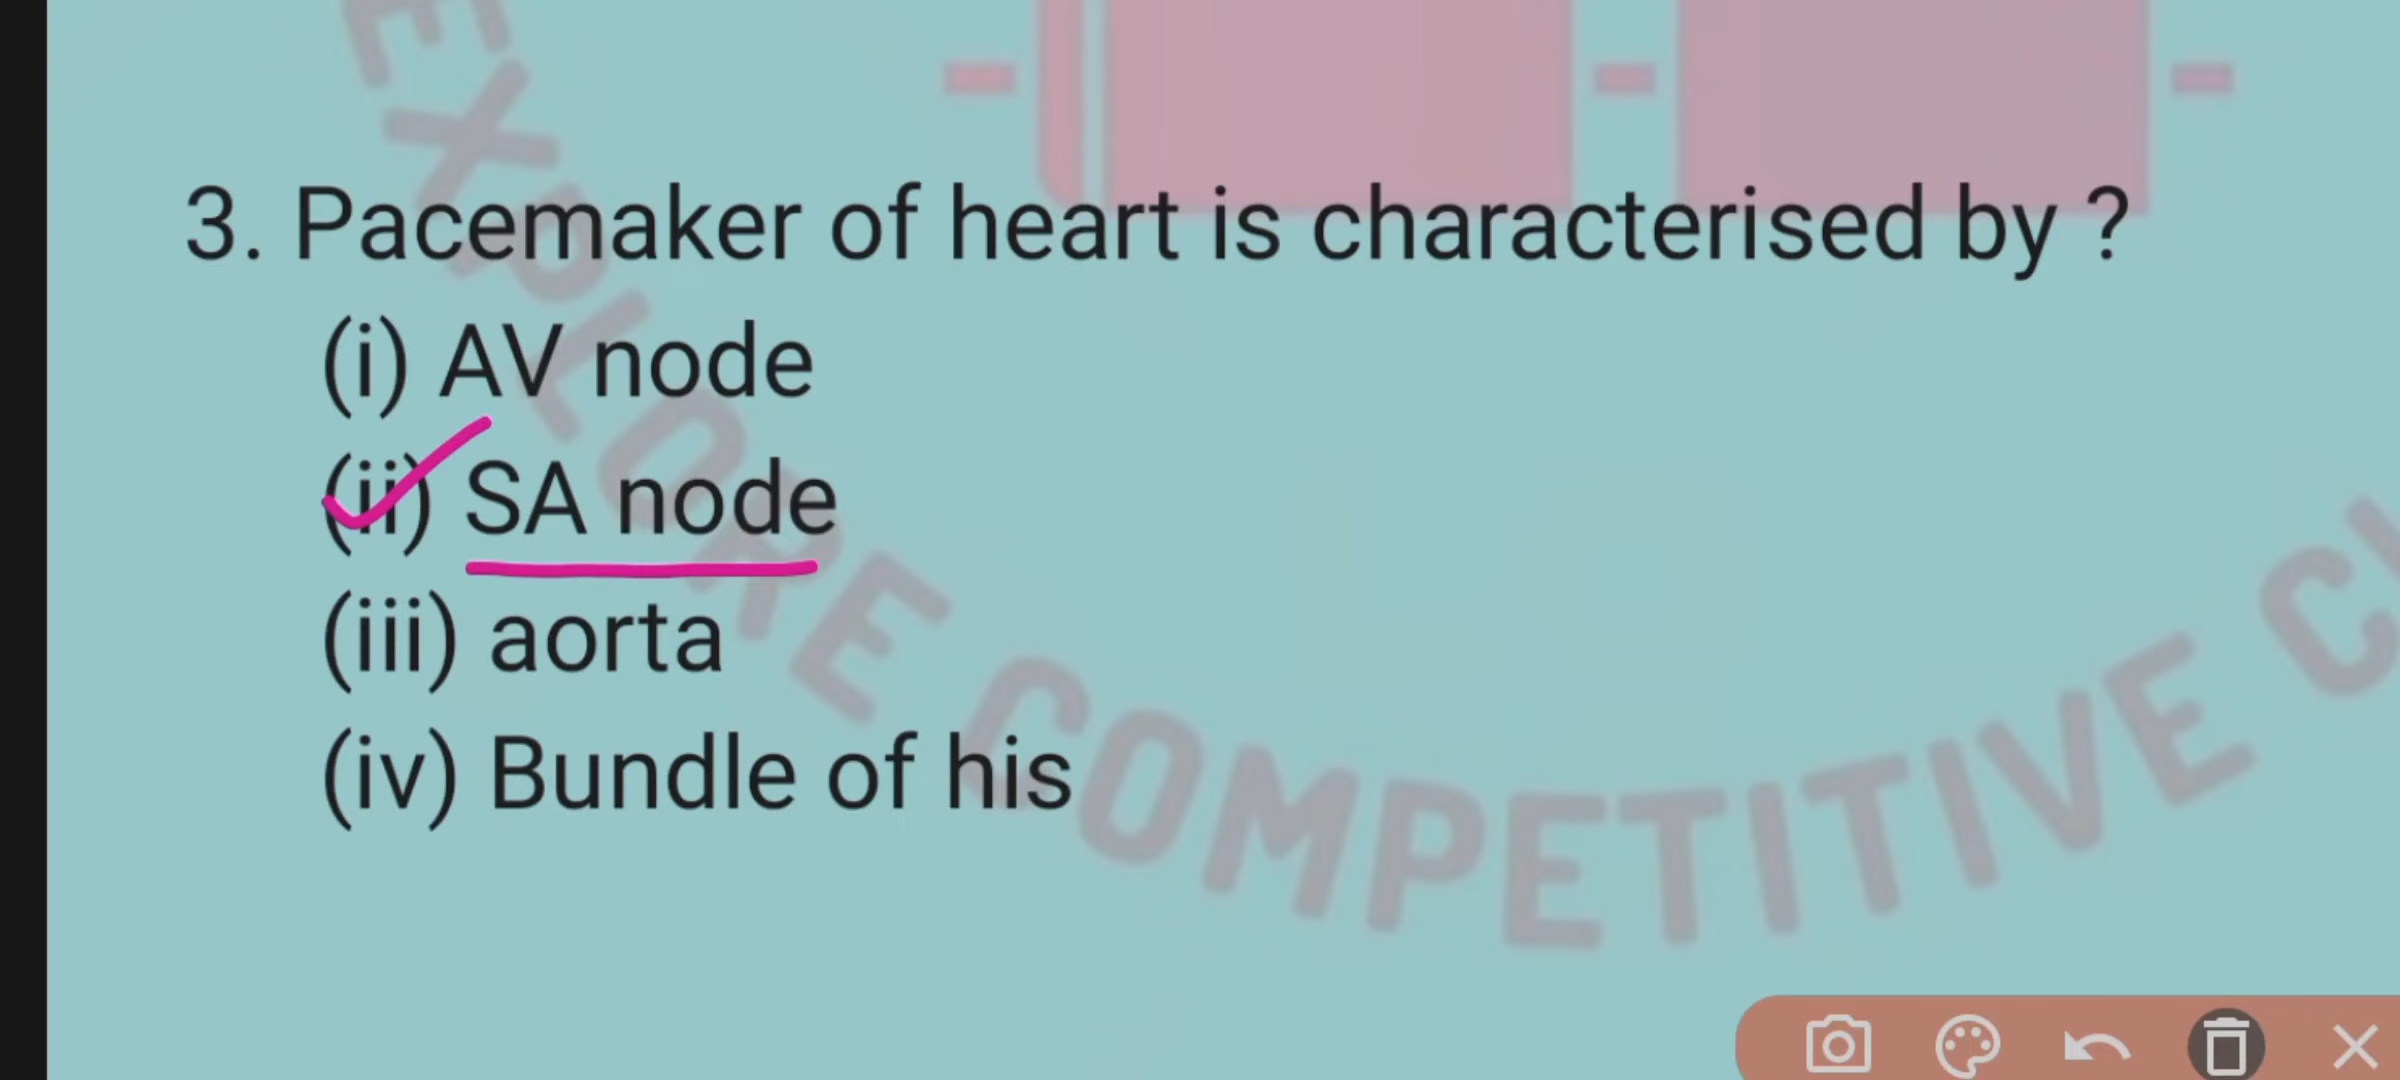 3. Pacemaker of heart is characterised by ?
(i) AV node
(ii) SA node
(iii) aorta
(iv) Bundle of his
EXPLORE COMPETITIVE